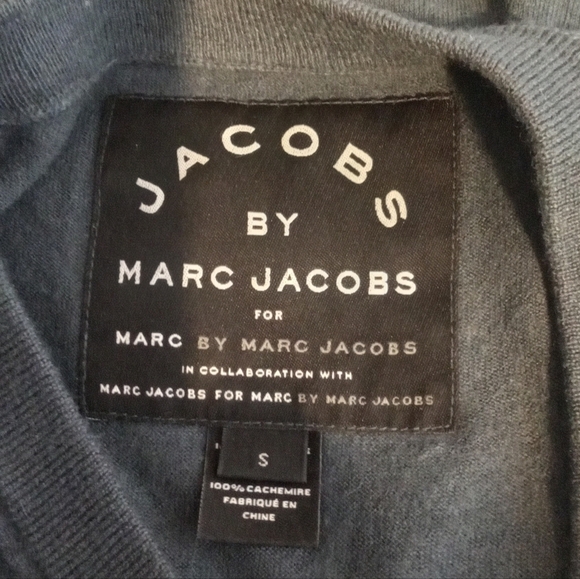 JACOBS
BY
MARC JACOBS
FOR
MARC BY MARC JACOBS
IN COLLABORATION WITH
MARC JACOBS FOR MARC BY MARC JACOBS
S
100% CACHEMIRE
FABRIQUÉ EN
CHINE